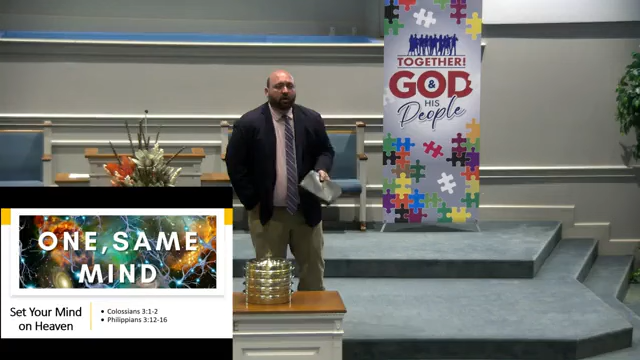 TOGETHER!
GOD
&
HIS
People
ONE, SAME
MIND
Set Your Mind
on Heaven
• Colossians 3:1-2
• Philippians 3:12-16